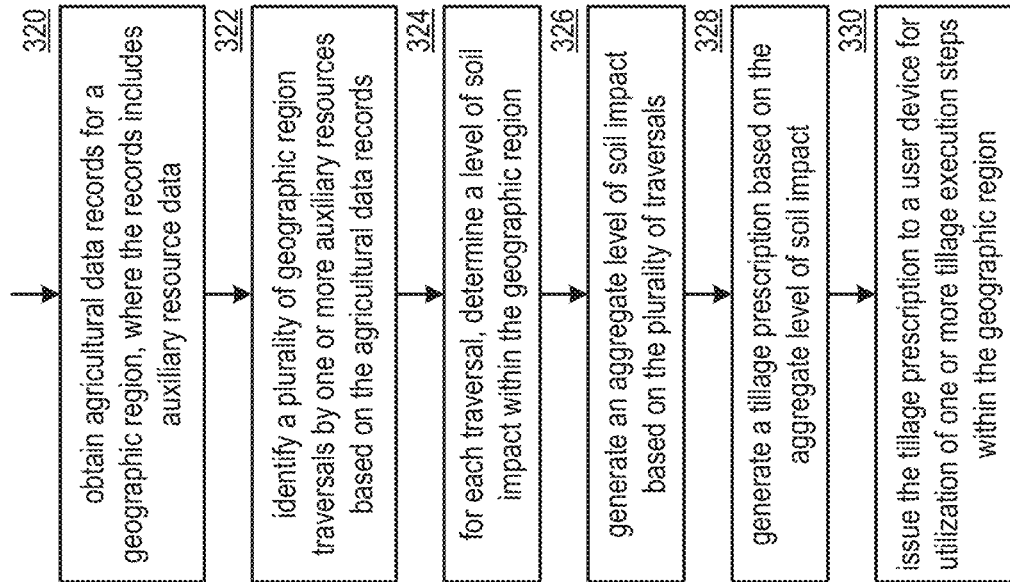 320
obtain agricultural data records for a
geographic region, where the records includes
auxiliary resource data
322
identify a plurality of geographic region
traversals by one or more auxiliary resources
based on the agricultural data records
324
for each traversal, determine a level of soil
impact within the geographic region
326
generate an aggregate level of soil impact
based on the plurality of traversals
328
generate a tillage prescription based on the
aggregate level of soil impact
330
issue the tillage prescription to a user device for
utilization of one or more tillage execution steps
within the geographic region